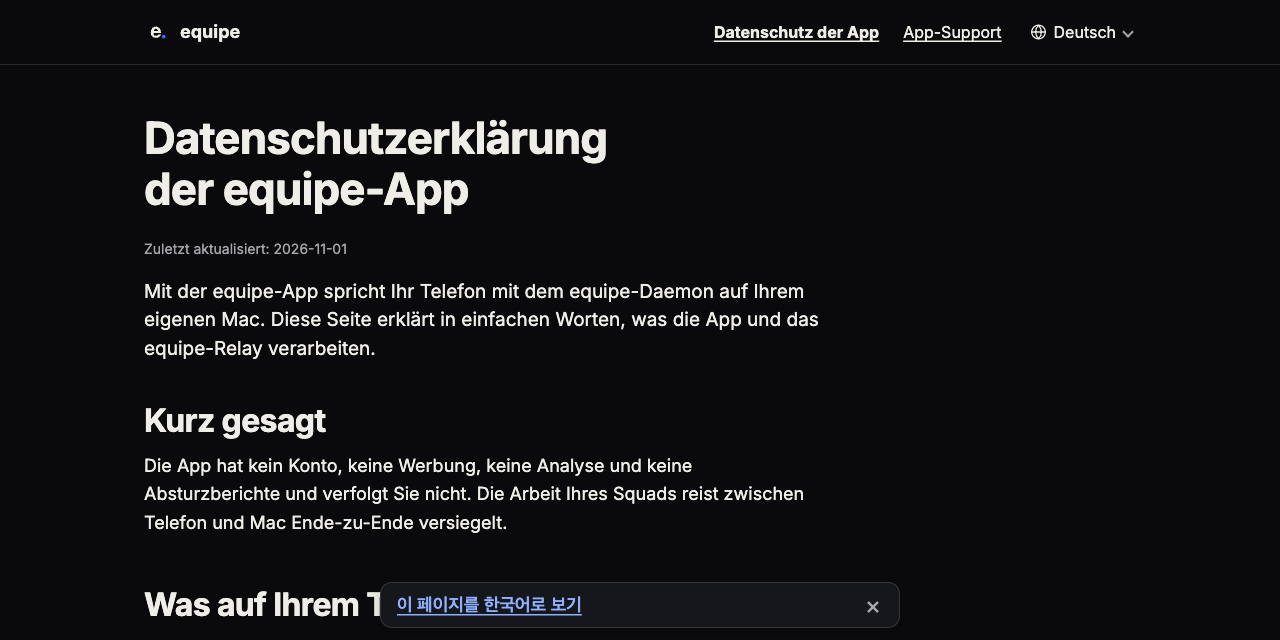 e. equipe
Datenschutz der App
App-Support
Deutsch
Datenschutzerklärung
der equipe-App
Zuletzt aktualisiert: 2026-11-01
Mit der equipe-App spricht Ihr Telefon mit dem equipe-Daemon auf Ihrem
eigenen Mac. Diese Seite erklärt in einfachen Worten, was die App und das
equipe-Relay verarbeiten.
Kurz gesagt
Die App hat kein Konto, keine Werbung, keine Analyse und keine
Absturzberichte und verfolgt Sie nicht. Die Arbeit Ihres Squads reist zwischen
Telefon und Mac Ende-zu-Ende versiegelt.
Was auf Ihrem
이 페이지를 한국어로 보기